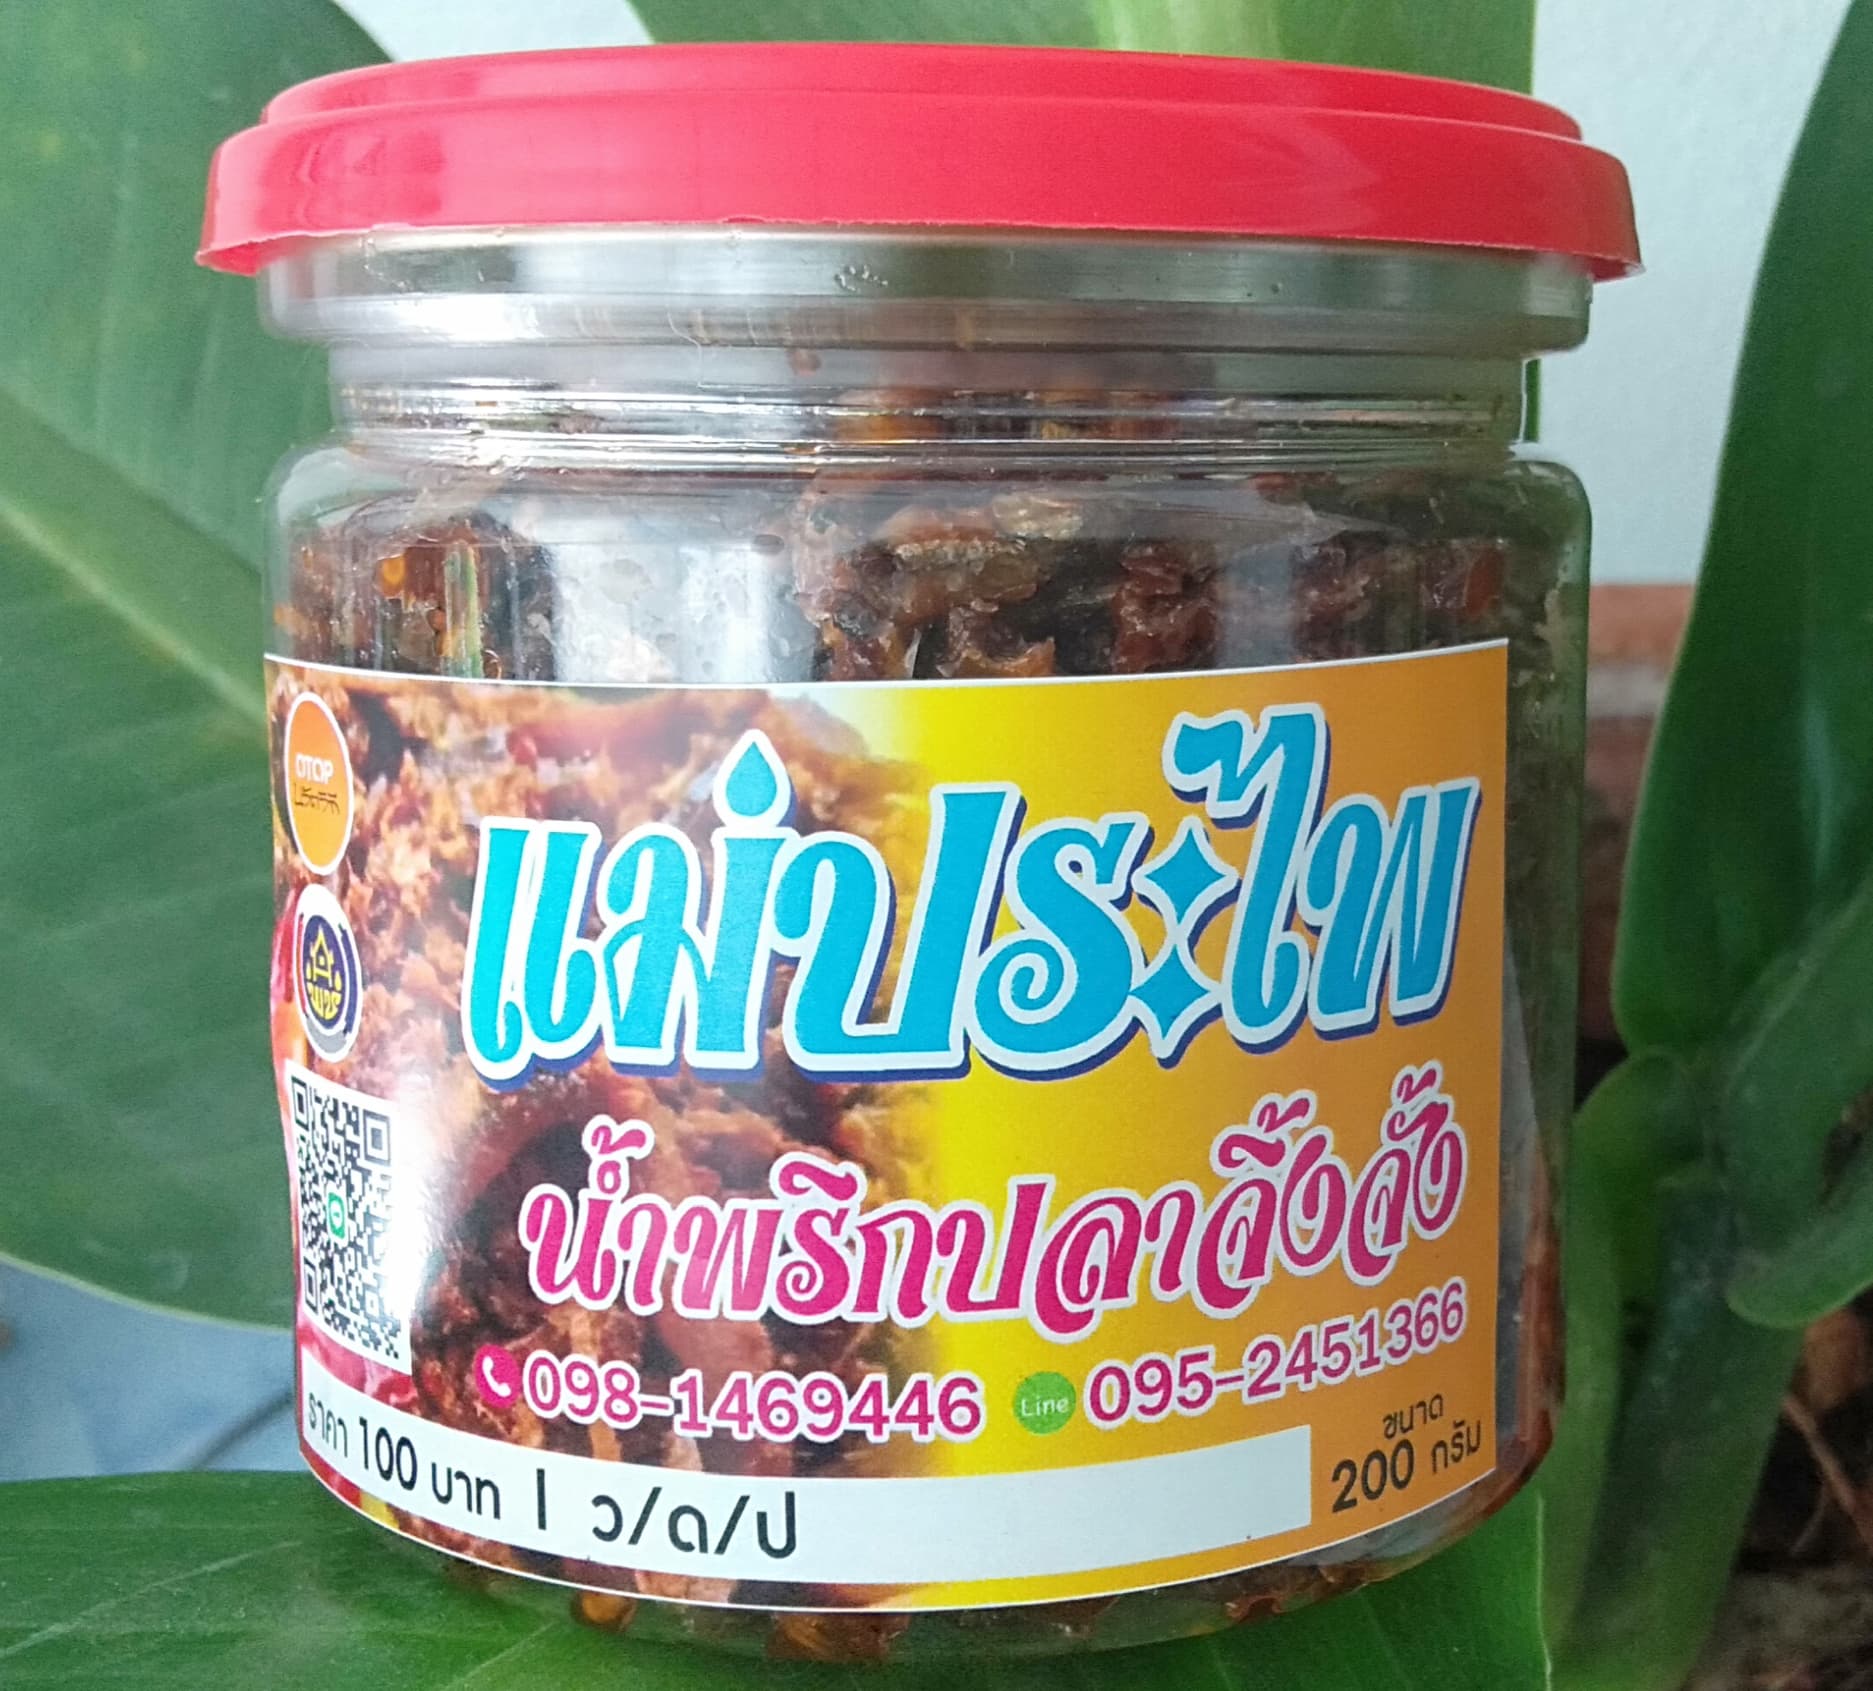 OTOP
แม่ประไพ
น้ำพริกปลาจิ้งจั้ง
098-1469446 Line 095-2451366
ราคา 100 บาท | ว/ด/ป
ขนาด
200 กรัม